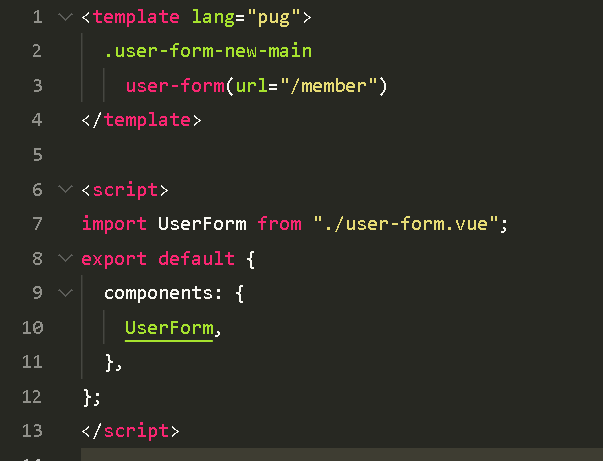 1 <template lang="pug">
2   .user-form-new-main
3     user-form(url="/member")
4 </template>
5
6 <script>
7 import UserForm from "./user-form.vue";
8 export default {
9   components: {
10     UserForm,
11   },
12 };
13 </script>